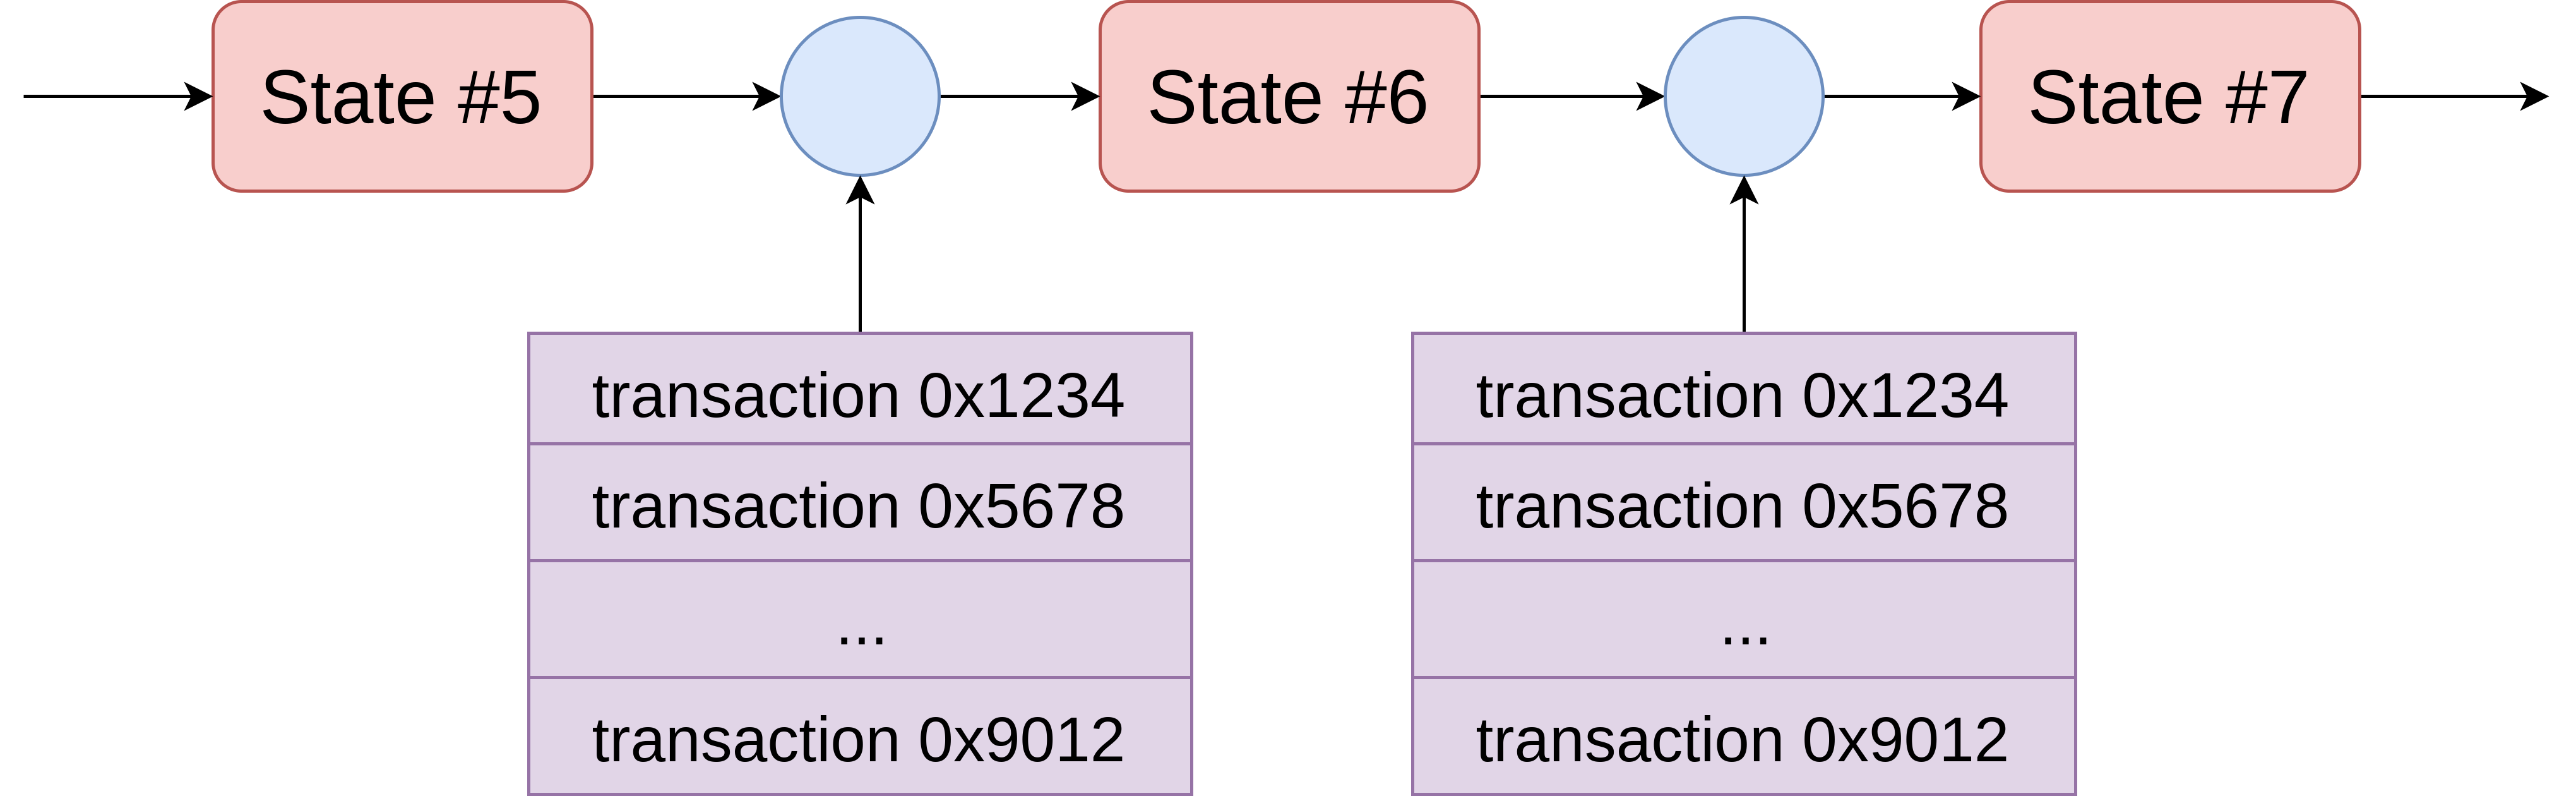 State #5
State #6
State #7
transaction 0x1234
transaction 0x5678
...
transaction 0x9012
transaction 0x1234
transaction 0x5678
...
transaction 0x9012